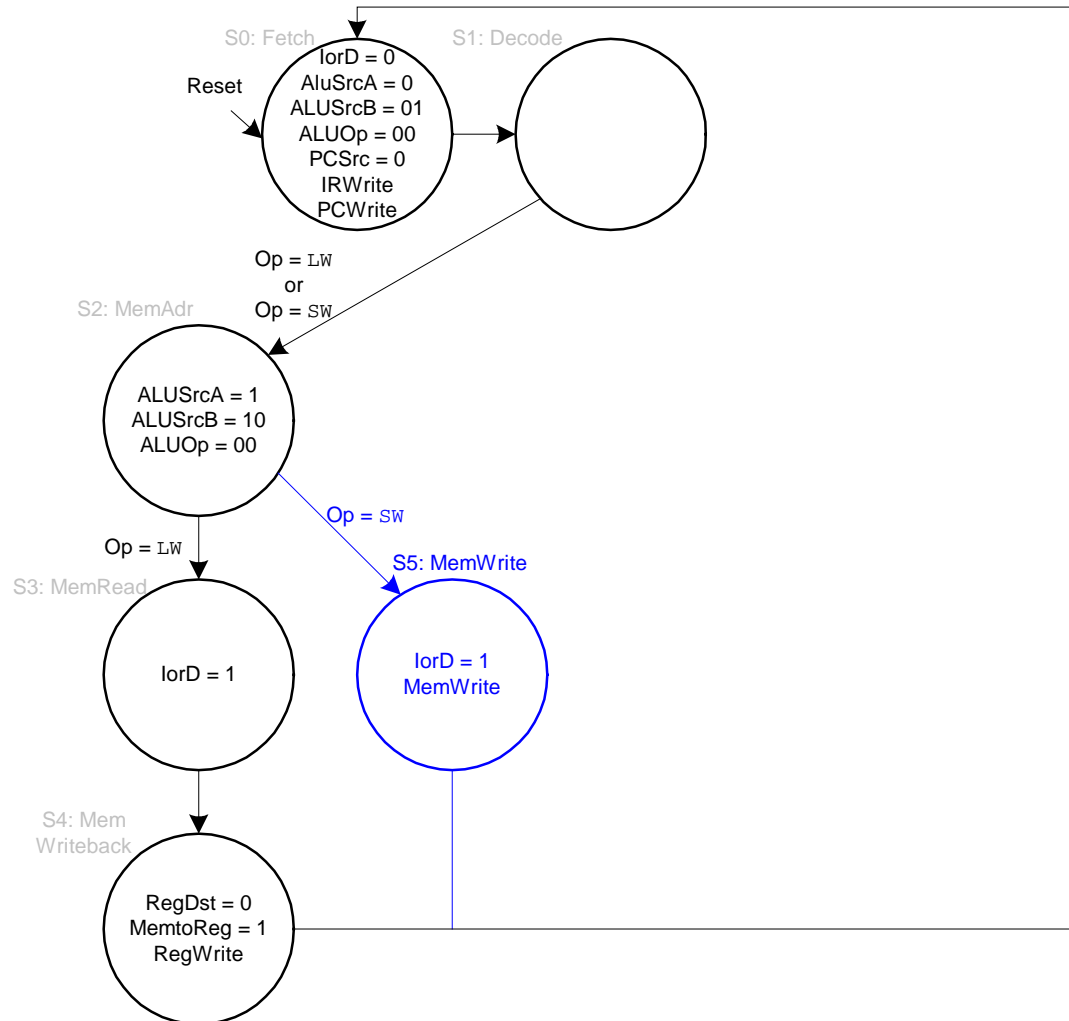 S0: Fetch
S1: Decode
Reset
IorD = 0
AluSrcA = 0
ALUSrcB = 01
ALUOp = 00
PCSrc = 0
IRWrite
PCWrite
Op = LW
or
Op = SW
S2: MemAdr
ALUSrcA = 1
ALUSrcB = 10
ALUOp = 00
Op = LW
Op = SW
S3: MemRead
S5: MemWrite
IorD = 1
IorD = 1
MemWrite
S4: Mem
Writeback
RegDst = 0
MemtoReg = 1
RegWrite